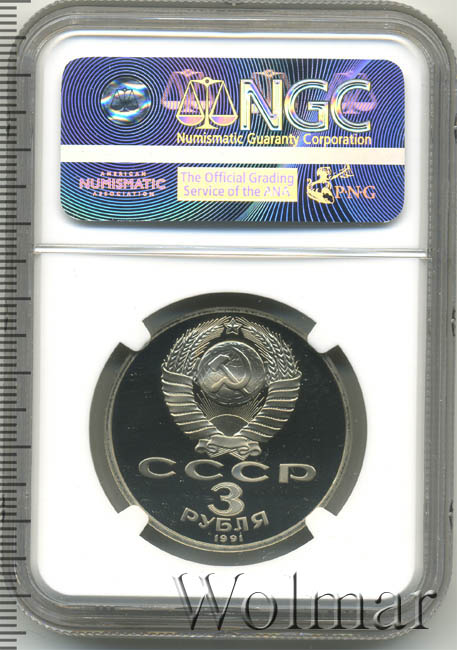 NGC
Numismatic Guaranty Corporation
AMERICAN
NUMISMATIC
ASSOCIATION
The Official Grading
Service of the ANA
PNG
СССР
3
РУБЛЯ
1991
Wolmar